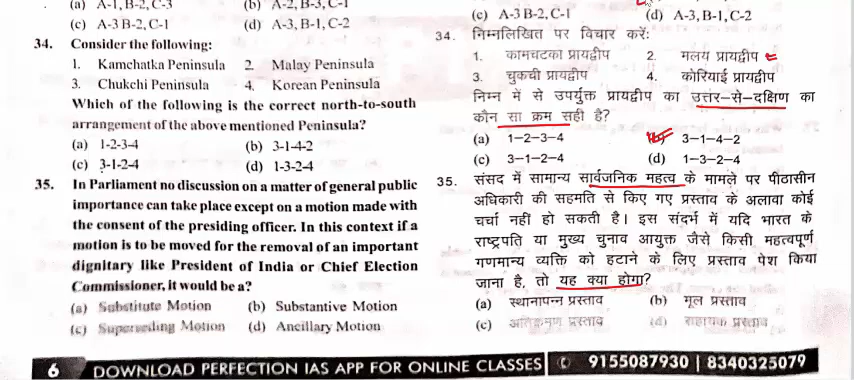 (a) A-1, B-2, C-3 (b) A-2, B-3, C-1
(c) A-3 B-2, C-1 (d) A-3, B-1, C-2
34. Consider the following:
1. Kamchatka Peninsula 2. Malay Peninsula
3. Chukchi Peninsula 4. Korean Peninsula
Which of the following is the correct north-to-south
arrangement of the above mentioned Peninsula?
(a) 1-2-3-4 (b) 3-1-4-2
(c) 3-1-2-4 (d) 1-3-2-4
35. In Parliament no discussion on a matter of general public
importance can take place except on a motion made with
the consent of the presiding officer. In this context if a
motion is to be moved for the removal of an important
dignitary like President of India or Chief Election
Commissioner, it would be a?
(a) Substitute Motion (b) Substantive Motion
(c) Superseding Motion (d) Ancillary Motion
(c) A-3 B-2, C-1 (d) A-3, B-1, C-2
34. निम्नलिखित पर विचार करें:
1. कामचटका प्रायद्वीप 2. मलय प्रायद्वीप
3. चुकची प्रायद्वीप 4. कोरियाई प्रायद्वीप
निम्न में से उपर्युक्त प्रायद्वीप का उत्तर-से-दक्षिण का
कौन सा क्रम सही है?
(a) 1-2-3-4 (b) 3-1-4-2
(c) 3-1-2-4 (d) 1-3-2-4
35. संसद में सामान्य सार्वजनिक महत्व के मामले पर पीठासीन
अधिकारी की सहमति से किए गए प्रस्ताव के अलावा कोई
चर्चा नहीं हो सकती है। इस संदर्भ में यदि भारत के
राष्ट्रपति या मुख्य चुनाव आयुक्त जैसे किसी महत्वपूर्ण
गणमान्य व्यक्ति को हटाने के लिए प्रस्ताव पेश किया
जाना है, तो यह क्या होगा?
(a) स्थानापन्न प्रस्ताव (b) मूल प्रस्ताव
(c) अतिक्रमण प्रस्ताव (d) सहायक प्रस्ताव
6 DOWNLOAD PERFECTION IAS APP FOR ONLINE CLASSES 9155087930 | 8340325079